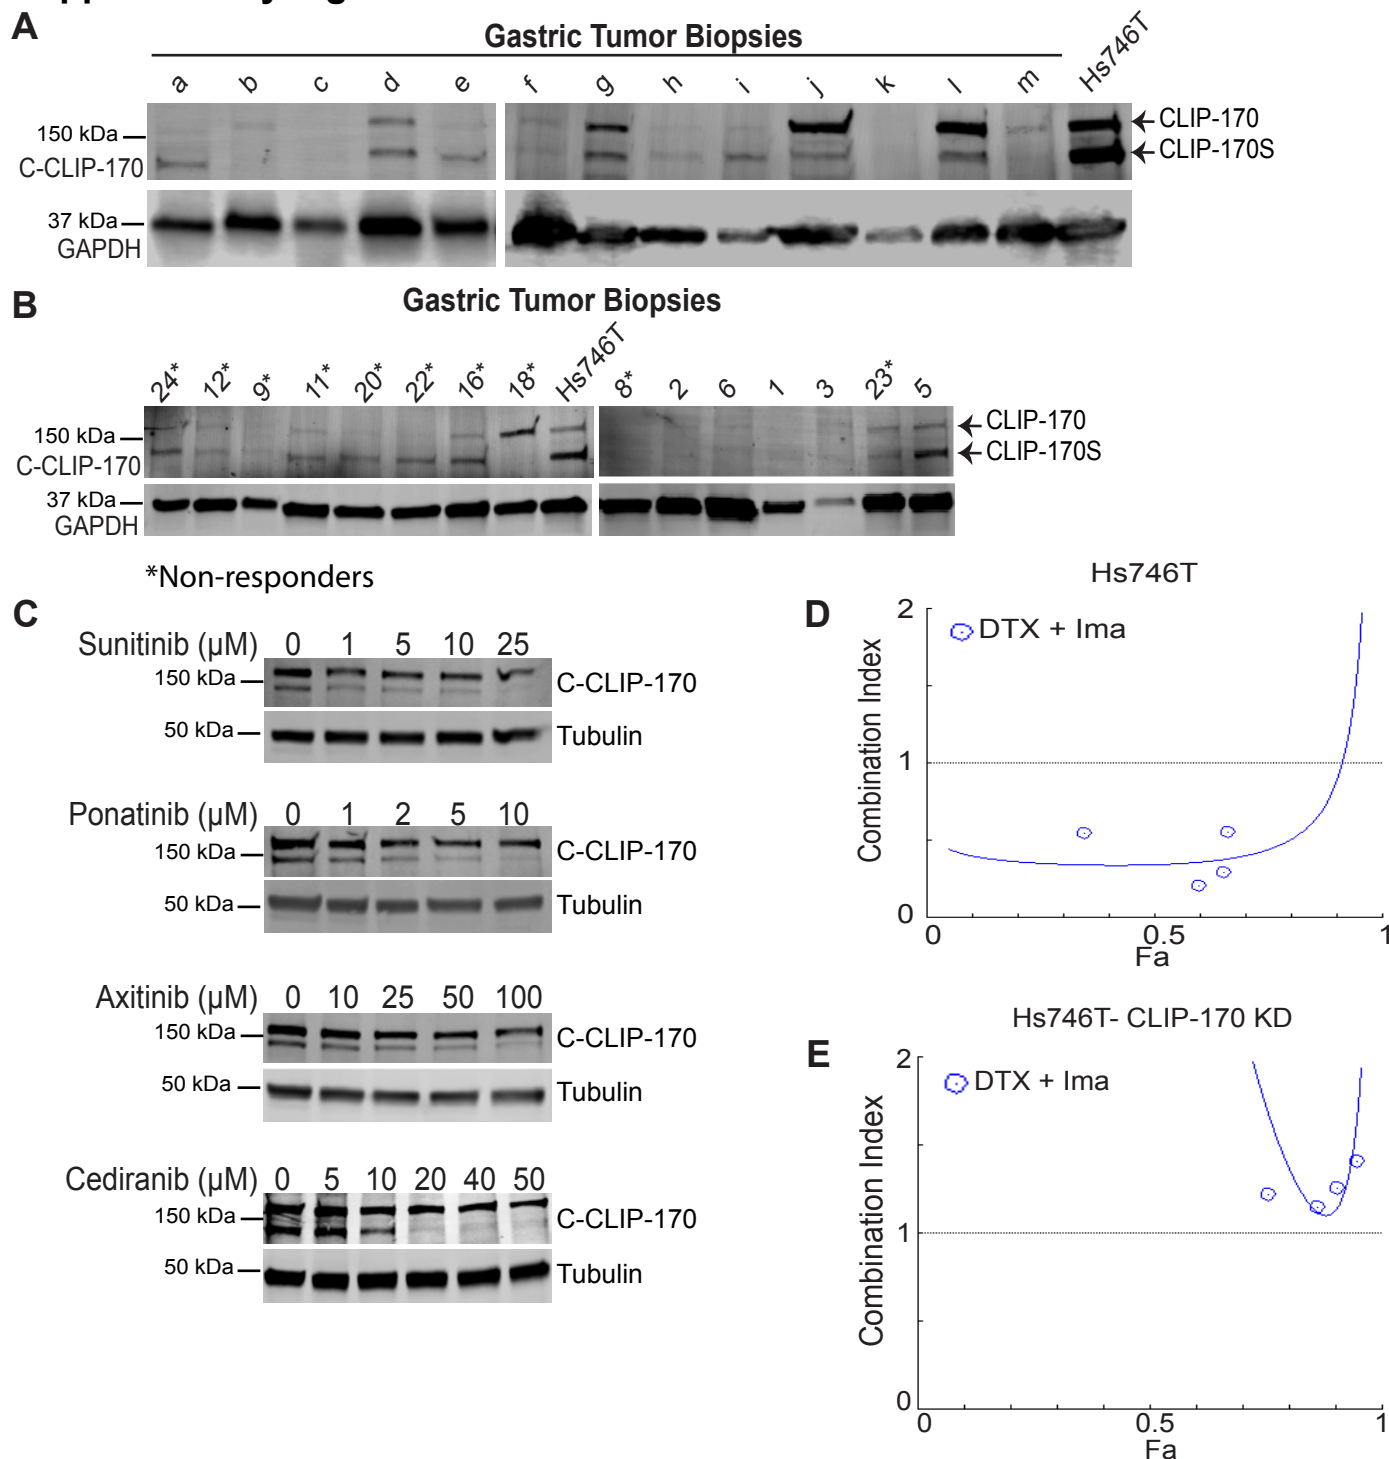 A
Gastric Tumor Biopsies
a b c d e f g h i j k l m Hs746T
150 kDa
CLIP-170
C-CLIP-170
CLIP-170S
37 kDa
GAPDH
B
Gastric Tumor Biopsies
24* 12* 9* 11* 20* 22* 16* 18* Hs746T 8* 2 6 1 3 23* 5
150 kDa
CLIP-170
C-CLIP-170
CLIP-170S
37 kDa
GAPDH
*Non-responders
C
Sunitinib (µM) 0 1 5 10 25
150 kDa
C-CLIP-170
50 kDa
Tubulin
Ponatinib (µM) 0 1 2 5 10
150 kDa
C-CLIP-170
50 kDa
Tubulin
Axitinib (µM) 0 10 25 50 100
150 kDa
C-CLIP-170
50 kDa
Tubulin
Cediranib (µM) 0 5 10 20 40 50
150 kDa
C-CLIP-170
50 kDa
Tubulin
D
Hs746T
2
DTX + Ima
Combination Index
1
0
0 0.5 1
Fa
E
Hs746T- CLIP-170 KD
2
DTX + Ima
Combination Index
1
0
0 0.5 1
Fa